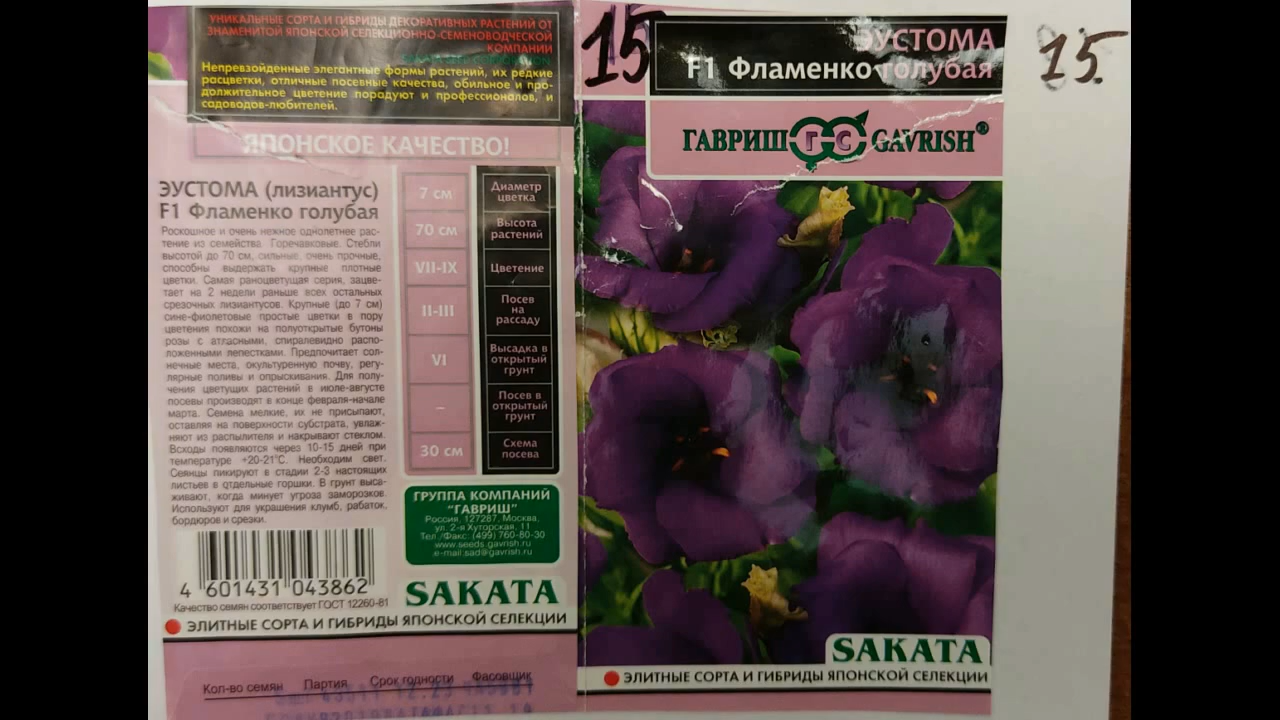 УНИКАЛЬНЫЕ СОРТА И ГИБРИДЫ ДЕКОРАТИВНЫХ РАСТЕНИЙ ОТ
ЗНАМЕНИТОЙ ЯПОНСКОЙ СЕЛЕКЦИОННО-СЕМЕНОВОДЧЕСКОЙ
КОМПАНИИ
Непревзойденные элегантные формы растений, их редкие
расцветки, отличные посевные качества, обильное и про-
должительное цветение порадуют и профессионалов, и
садоводов-любителей.
ЯПОНСКОЕ КАЧЕСТВО!
ЭУСТОМА (лизиантус)
F1 Фламенко голубая
Роскошное и очень нежное однолетнее рас-
тение из семейства Горечавковые. Стебли
высотой до 70 см, сильные, очень прочные,
способны выдержать крупные плотные
цветки. Самая раноцветущая серия, зацве-
тает на 2 недели раньше всех остальных
срезочных лизиантусов. Крупные (до 7 см)
сине-фиолетовые простые цветки в пору
цветения похожи на полуоткрытые бутоны
розы с атласными, спиралевидно распо-
ложенными лепестками. Предпочитает сол-
нечные места, окультуренную почву, регу-
лярные поливы и опрыскивания. Для полу-
чения цветущих растений в июле-августе
посевы производят в конце февраля-начале
марта. Семена мелкие, их не присыпают,
оставляя на поверхности субстрата, увлаж-
няют из распылителя и накрывают стеклом.
Всходы появляются через 10-15 дней при
температуре +20-21°С. Необходим свет.
Сеянцы пикируют в стадии 2-3 настоящих
листьев в отдельные горшки. В грунт выса-
живают, когда минует угроза заморозков.
Используют для украшения клумб, рабаток,
бордюров и срезки.
7 см Диаметр цветка
70 см Высота растений
VII-IX Цветение
II-III Посев на рассаду
VI Высадка в открытый грунт
– Посев в открытый грунт
30 см Схема посева
ГРУППА КОМПАНИЙ
"ГАВРИШ"
Россия, 127287, Москва,
ул. 2-я Хуторская, 11
Тел./Факс: (499) 760-80-30
www.seeds.gavrish.ru
e-mail:sad@gavrish.ru
4 601431 043862
Качество семян соответствует ГОСТ 12260-81
SAKATA
ЭЛИТНЫЕ СОРТА И ГИБРИДЫ ЯПОНСКОЙ СЕЛЕКЦИИ
Кол-во семян Партия Срок годности Фасовщик
15
ЭУСТОМА
F1 Фламенко голубая
ГАВРИШ ГС GAVRISH®
SAKATA
ЭЛИТНЫЕ СОРТА И ГИБРИДЫ ЯПОНСКОЙ СЕЛЕКЦИИ
15.